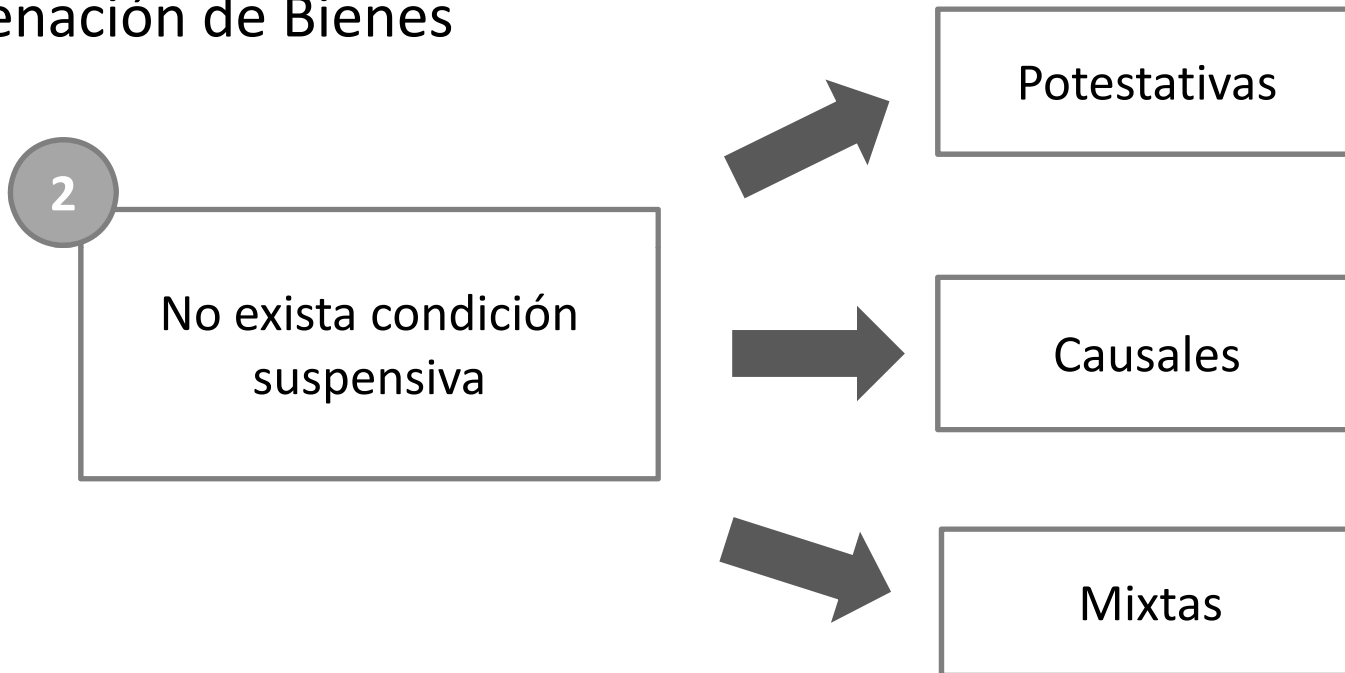 enación de Bienes
Potestativas
2
No exista condición
suspensiva
Causales
Mixtas